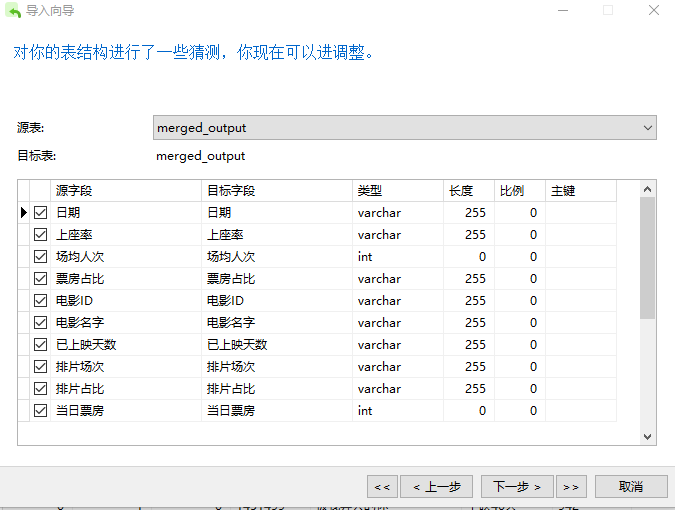 导入向导
对你的表结构进行了一些猜测，你现在可以进调整。
源表: merged_output
目标表: merged_output
源字段 目标字段 类型 长度 比例 主键
日期 日期 varchar 255 0
上座率 上座率 varchar 255 0
场均人次 场均人次 int 0 0
票房占比 票房占比 varchar 255 0
电影ID 电影ID varchar 255 0
电影名字 电影名字 varchar 255 0
已上映天数 已上映天数 varchar 255 0
排片场次 排片场次 varchar 255 0
排片占比 排片占比 varchar 255 0
当日票房 当日票房 int 0 0
<< < 上一步 下一步 > >> 取消